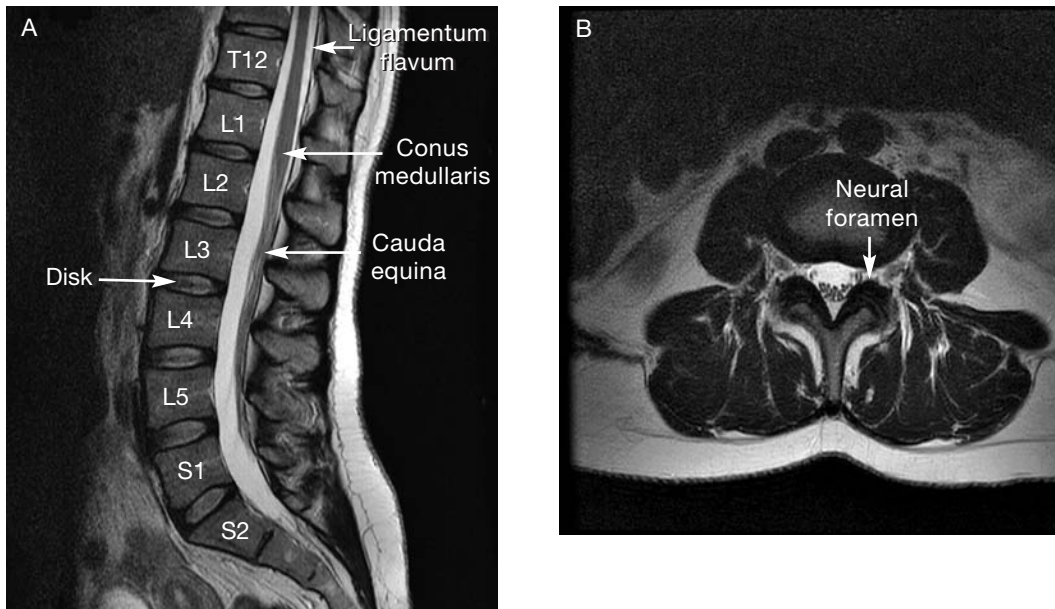 A
Ligamentum
flavum
T12
L1
Conus
medullaris
L2
Cauda
equina
L3
Disk
L4
L5
S1
S2
B
Neural
foramen